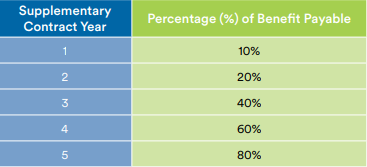 Supplementary Contract Year | Percentage (%) of Benefit Payable
1 | 10%
2 | 20%
3 | 40%
4 | 60%
5 | 80%